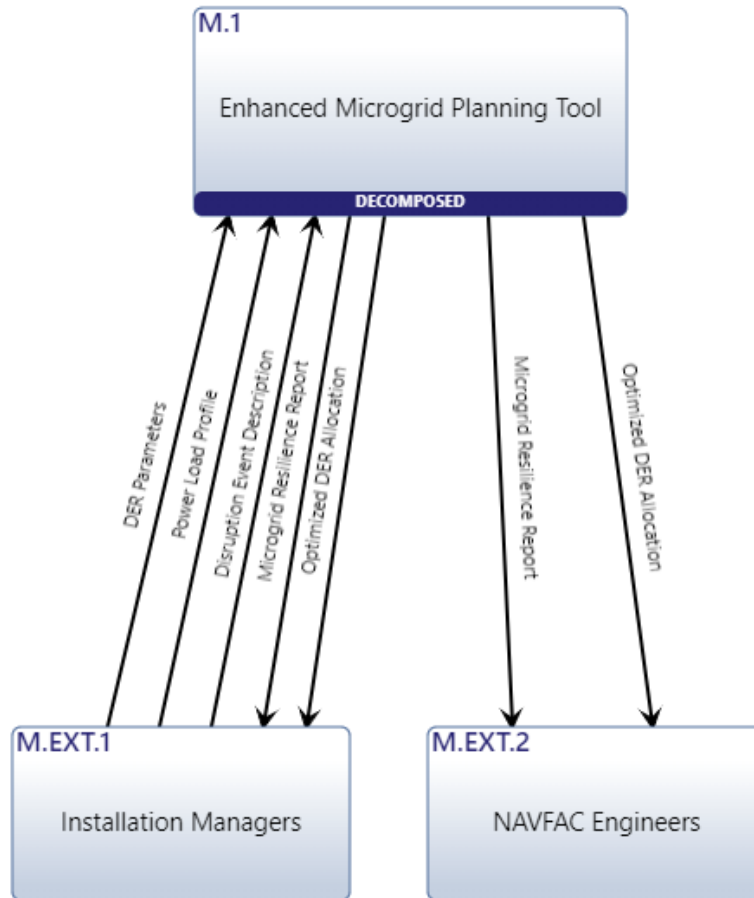 M.1
Enhanced Microgrid Planning Tool
DECOMPOSED
DER Parameters
Power Load Profile
Disruption Event Description
Microgrid Resilience Report
Optimized DER Allocation
Microgrid Resilience Report
Optimized DER Allocation
M.EXT.1
Installation Managers
M.EXT.2
NAVFAC Engineers